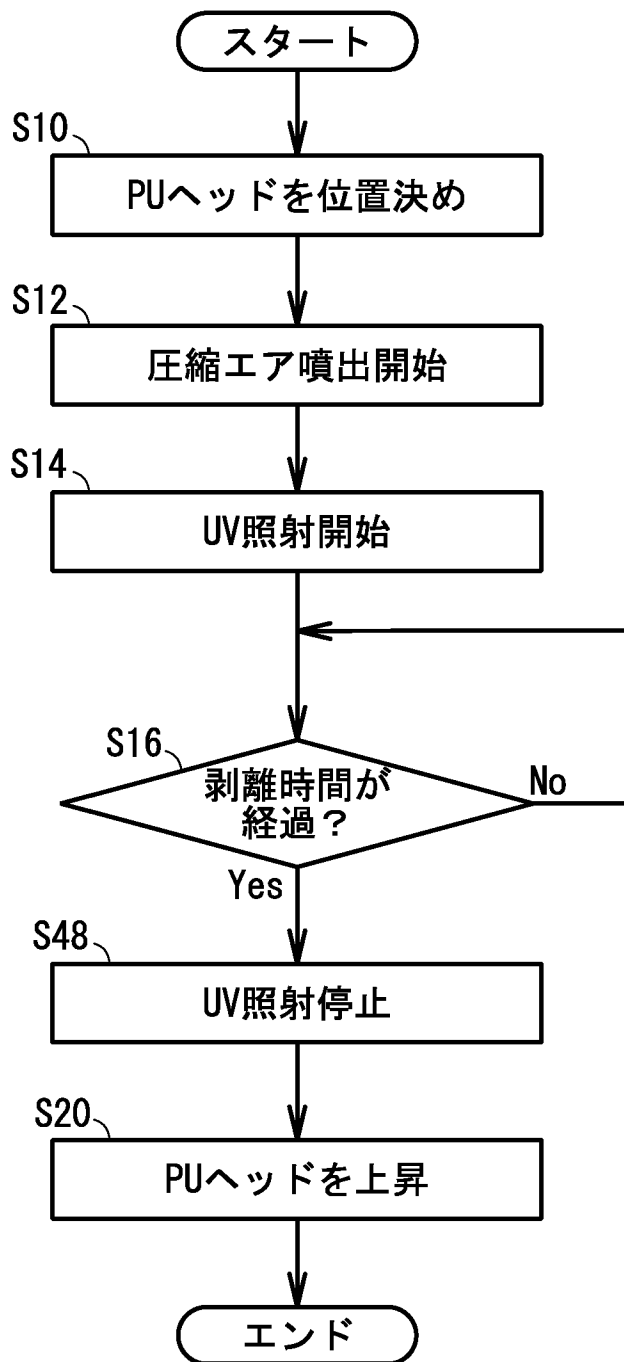 スタート
S10
PUヘッドを位置決め
S12
圧縮エア噴出開始
S14
UV照射開始
S16
剥離時間が
経過？
No
Yes
S48
UV照射停止
S20
PUヘッドを上昇
エンド